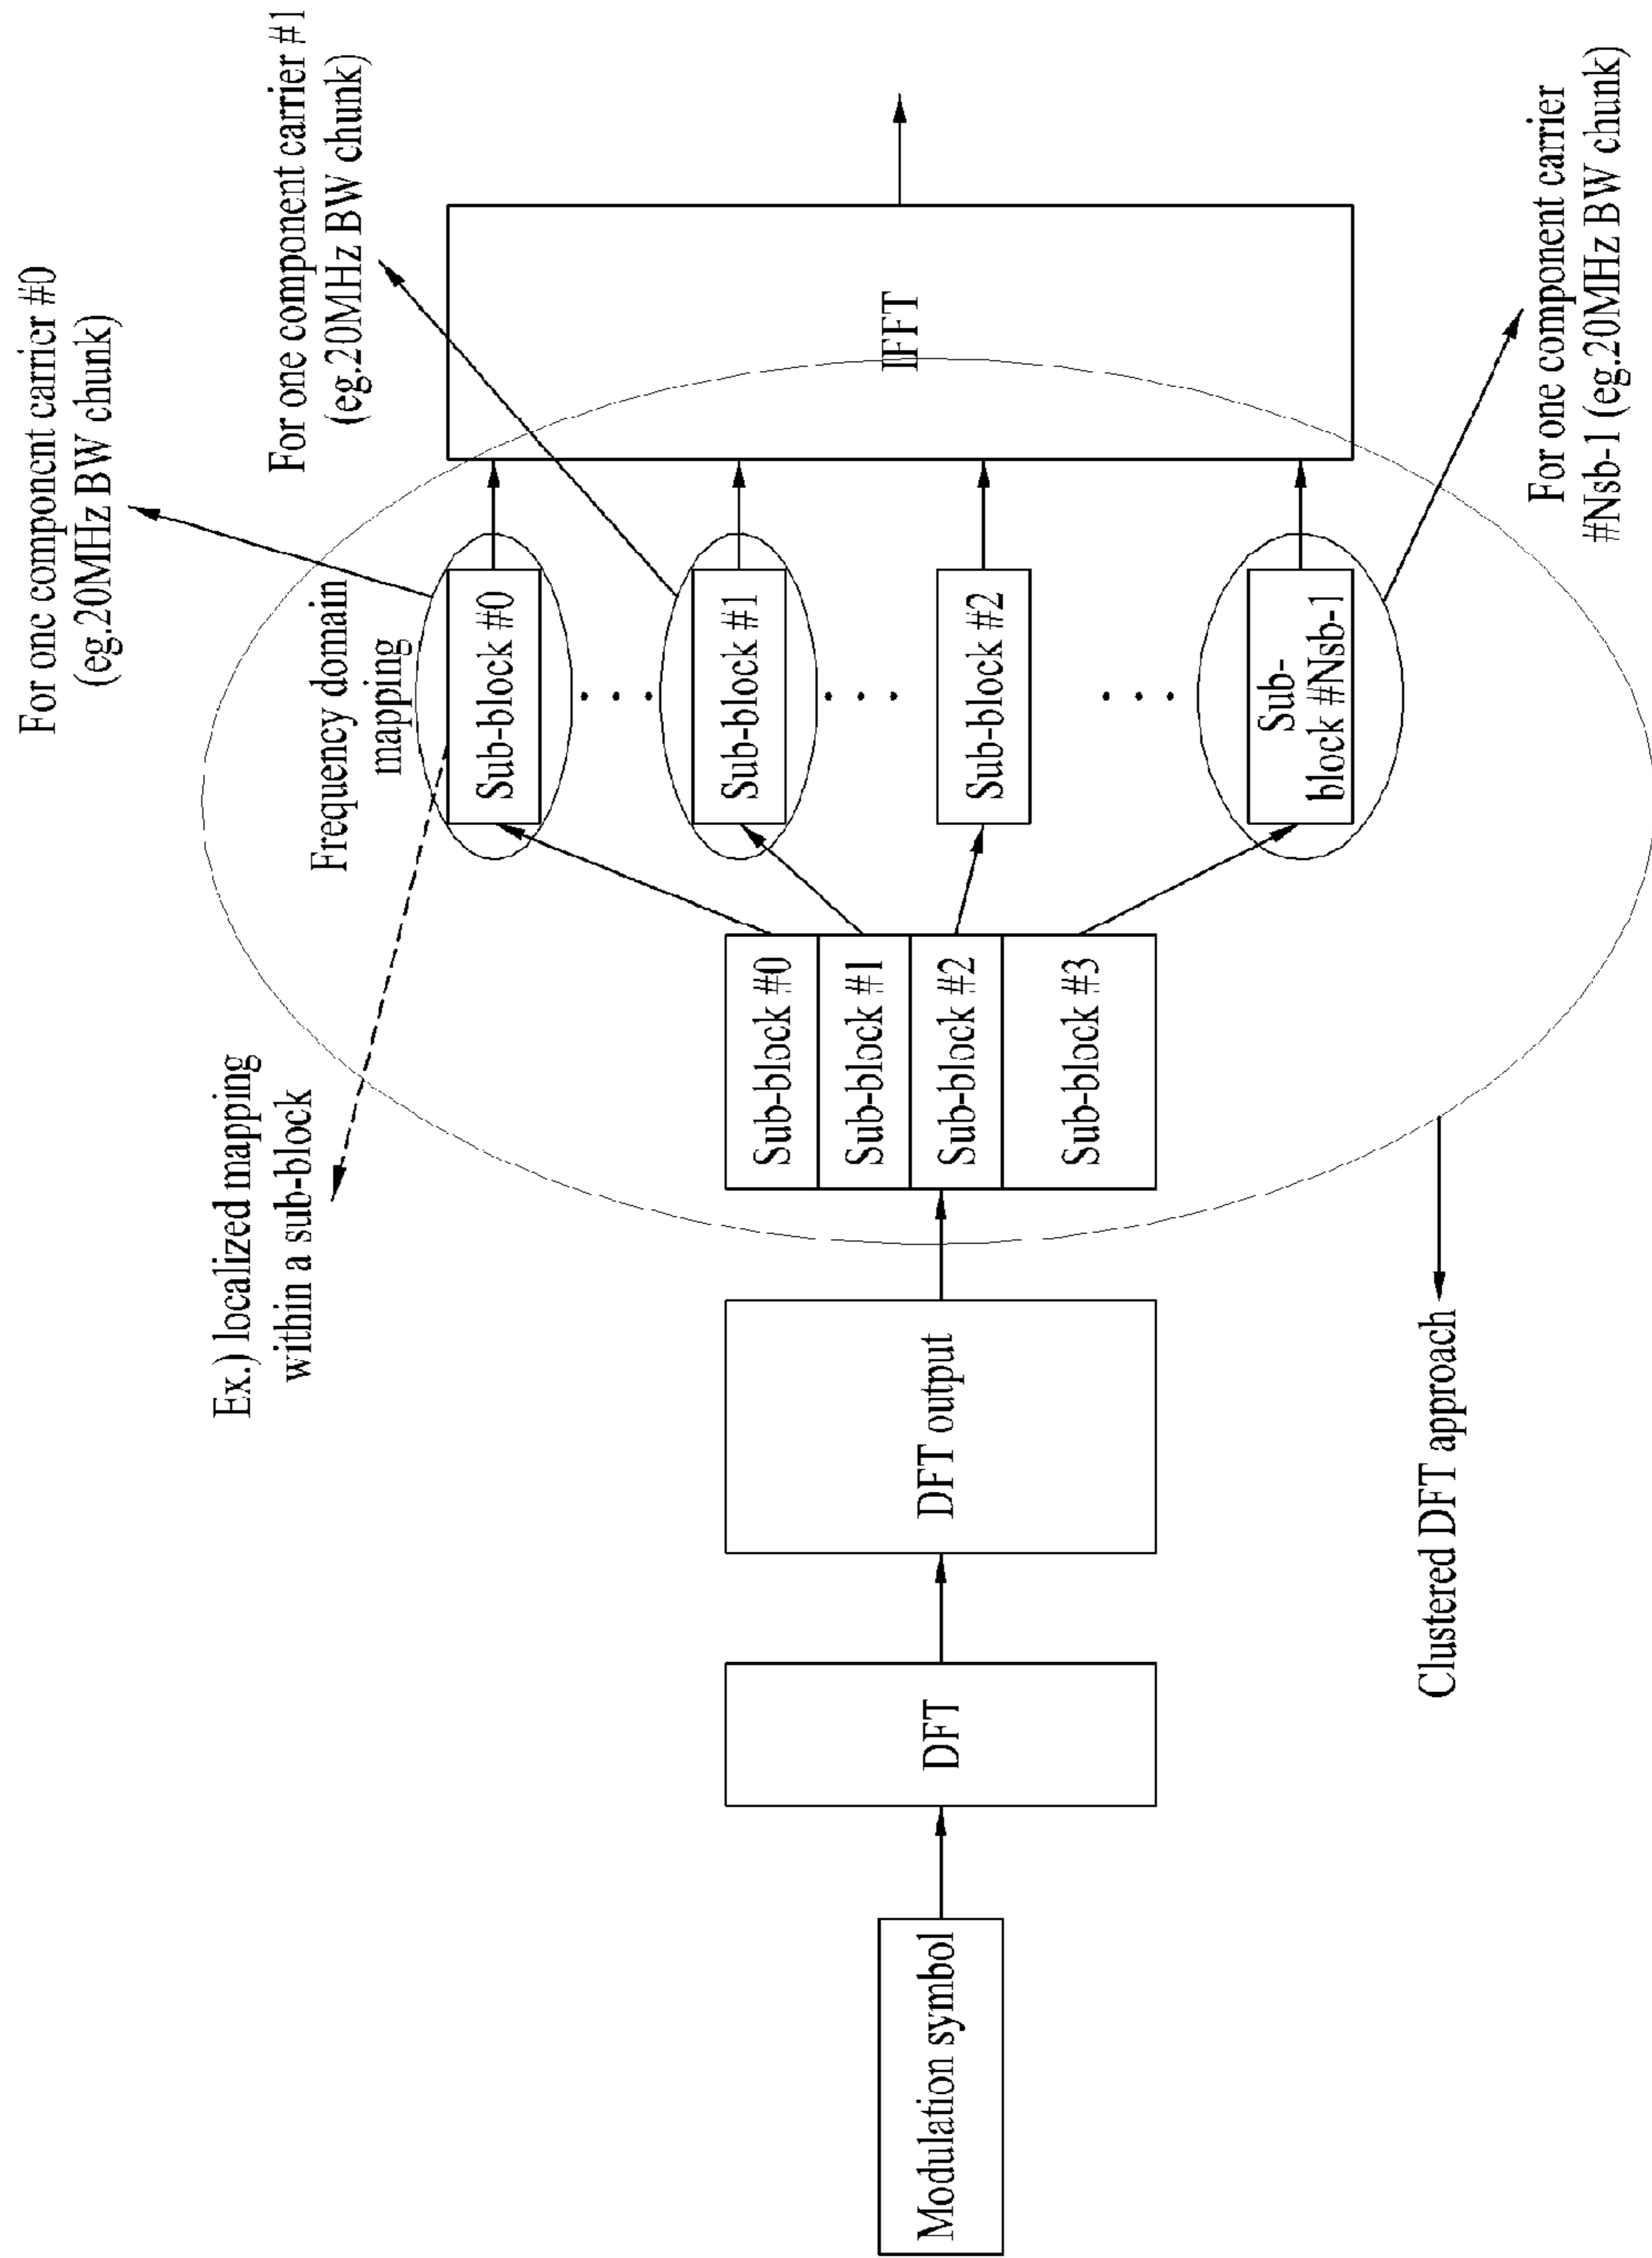 For one component carrier #0
(eg.20MHz BW chunk)
For one component carrier #1
(eg.20MHz BW chunk)
Ex.) localized mapping
within a sub-block
Frequency domain
mapping
Modulation symbol
DFT
DFT output
Sub-block #0
Sub-block #1
Sub-block #2
Sub-block #3
Sub-block #0
Sub-block #1
Sub-block #2
Sub-
block #Nsb-1
IFFT
Clustered DFT approach
For one component carrier
#Nsb-1 (eg.20MHz BW chunk)